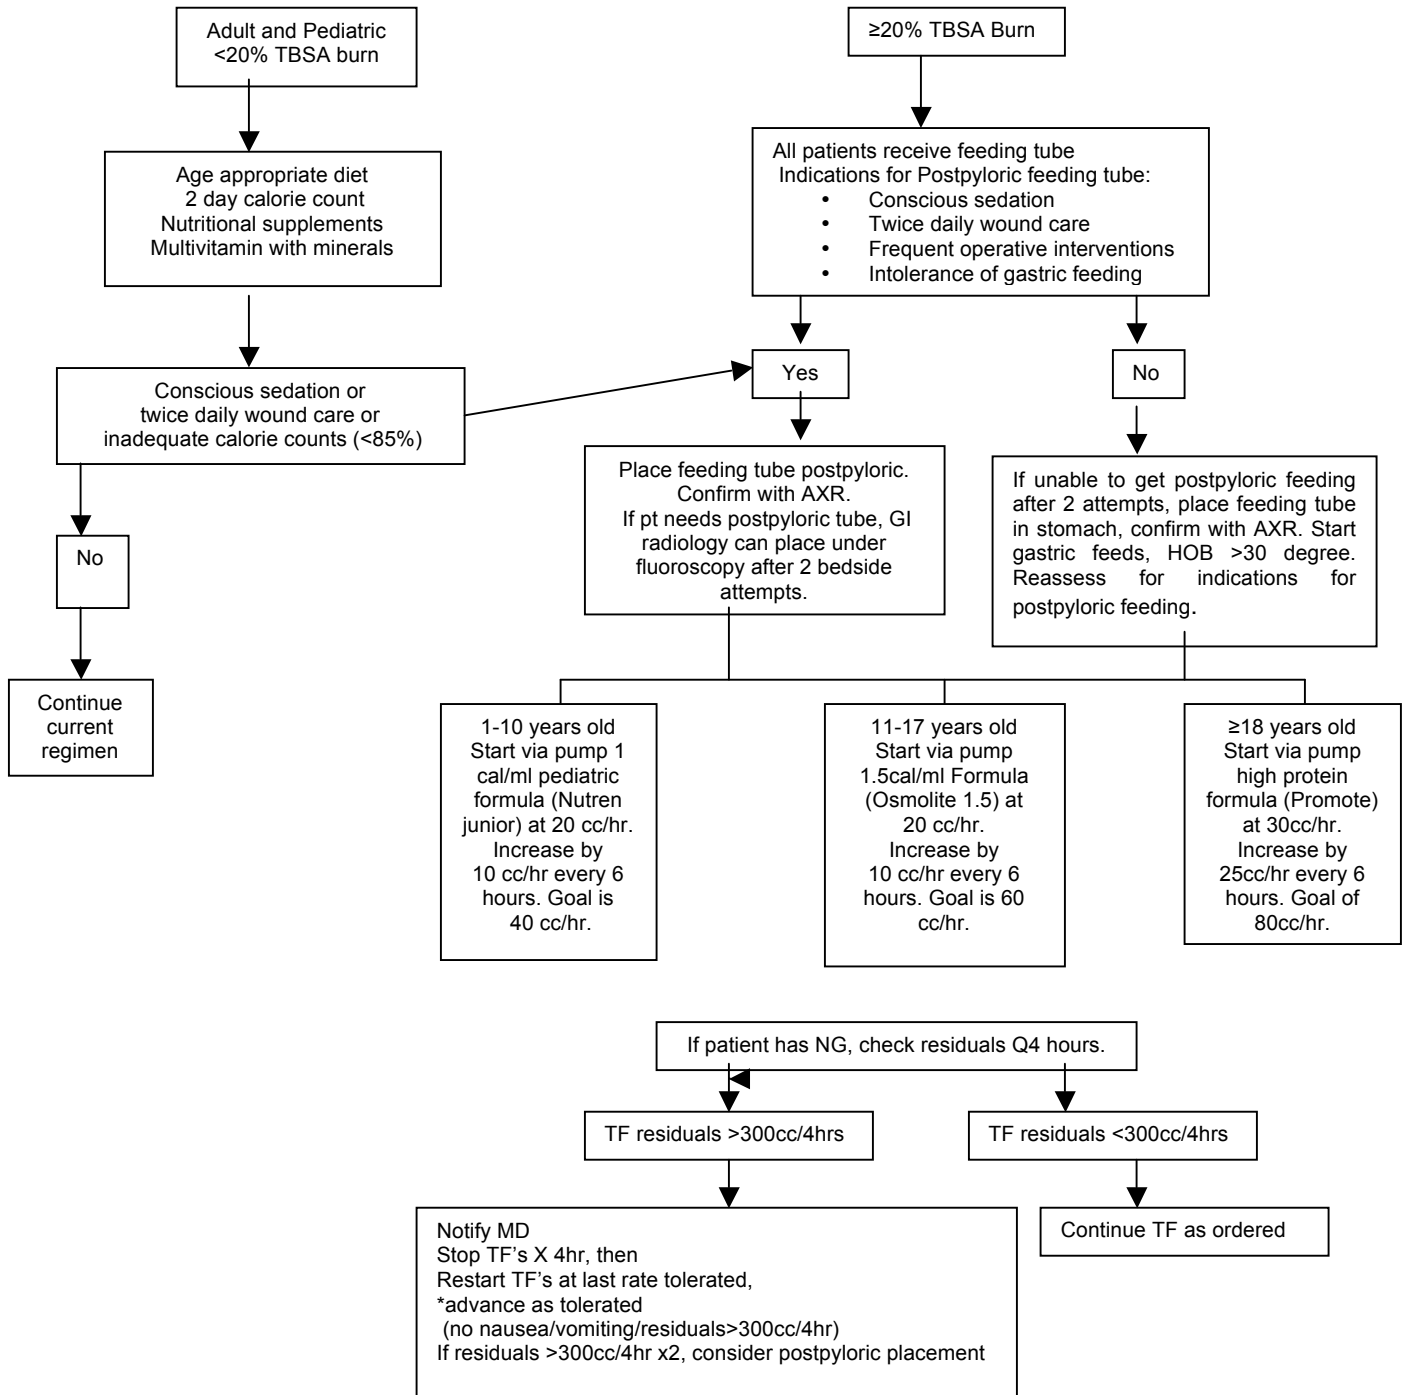 Adult and Pediatric
<20% TBSA burn
≥20% TBSA Burn
Age appropriate diet
2 day calorie count
Nutritional supplements
Multivitamin with minerals
All patients receive feeding tube
Indications for Postpyloric feeding tube:
• Conscious sedation
• Twice daily wound care
• Frequent operative interventions
• Intolerance of gastric feeding
Conscious sedation or
twice daily wound care or
inadequate calorie counts (<85%)
Yes
No
No
Continue
current
regimen
Place feeding tube postpyloric.
Confirm with AXR.
If pt needs postpyloric tube, GI
radiology can place under
fluoroscopy after 2 bedside
attempts.
If unable to get postpyloric feeding
after 2 attempts, place feeding tube
in stomach, confirm with AXR. Start
gastric feeds, HOB >30 degree.
Reassess for indications for
postpyloric feeding.
1-10 years old
Start via pump 1
cal/ml pediatric
formula (Nutren
junior) at 20 cc/hr.
Increase by
10 cc/hr every 6
hours. Goal is
40 cc/hr.
11-17 years old
Start via pump
1.5cal/ml Formula
(Osmolite 1.5) at
20 cc/hr.
Increase by
10 cc/hr every 6
hours. Goal is 60
cc/hr.
≥18 years old
Start via pump
high protein
formula (Promote)
at 30cc/hr.
Increase by
25cc/hr every 6
hours. Goal of
80cc/hr.
If patient has NG, check residuals Q4 hours.
TF residuals >300cc/4hrs
TF residuals <300cc/4hrs
Notify MD
Stop TF's X 4hr, then
Restart TF's at last rate tolerated,
*advance as tolerated
(no nausea/vomiting/residuals>300cc/4hr)
If residuals >300cc/4hr x2, consider postpyloric placement
Continue TF as ordered